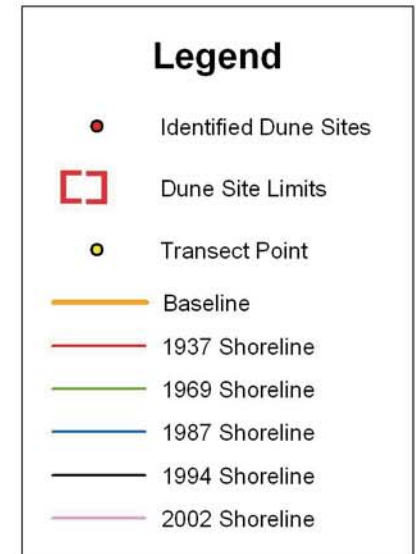 Legend
Identified Dune Sites
Dune Site Limits
Transect Point
Baseline
1937 Shoreline
1969 Shoreline
1987 Shoreline
1994 Shoreline
2002 Shoreline